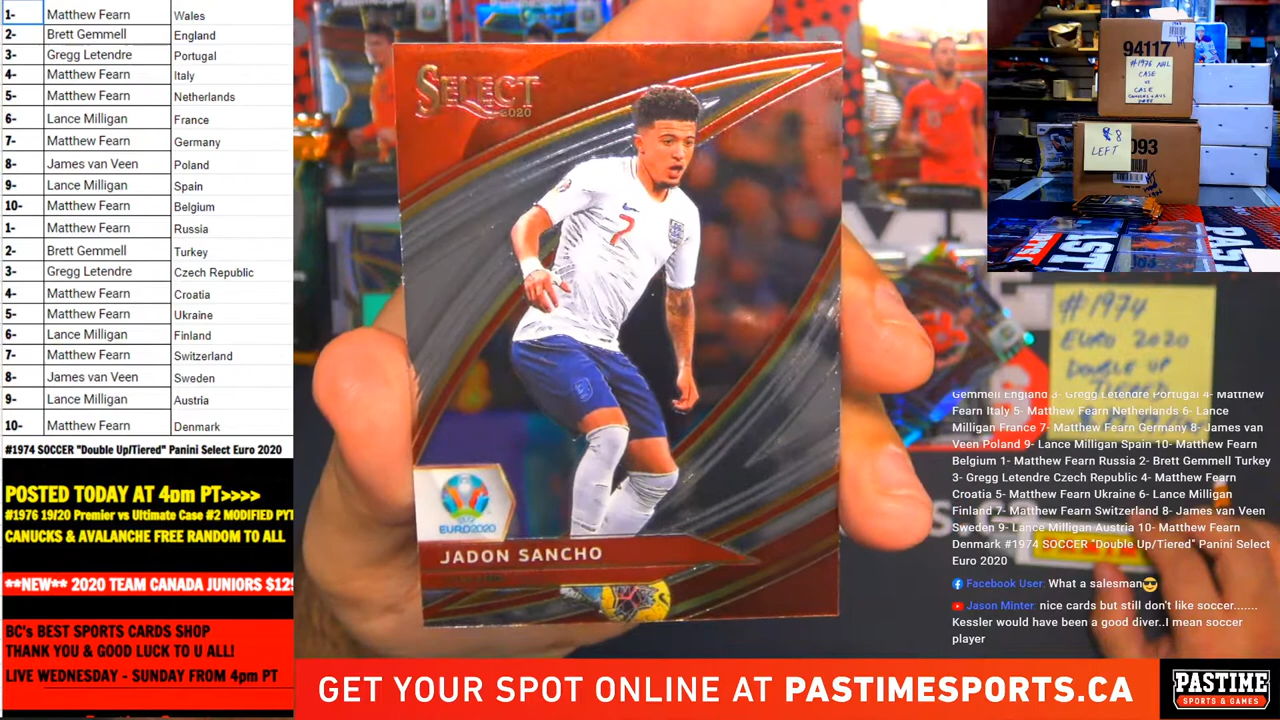 1- Matthew Fearn Wales
2- Brett Gemmell England
3- Gregg Letendre Portugal
4- Matthew Fearn Italy
5- Matthew Fearn Netherlands
6- Lance Milligan France
7- Matthew Fearn Germany
8- James van Veen Poland
9- Lance Milligan Spain
10- Matthew Fearn Belgium
1- Matthew Fearn Russia
2- Brett Gemmell Turkey
3- Gregg Letendre Czech Republic
4- Matthew Fearn Croatia
5- Matthew Fearn Ukraine
6- Lance Milligan Finland
7- Matthew Fearn Switzerland
8- James van Veen Sweden
9- Lance Milligan Austria
10- Matthew Fearn Denmark
#1974 SOCCER "Double Up/Tiered" Panini Select Euro 2020
POSTED TODAY AT 4pm PT>>>>
#1976 19/20 Premier vs Ultimate Case #2 MODIFIED PYT
CANUCKS & AVALANCHE FREE RANDOM TO ALL
**NEW** 2020 TEAM CANADA JUNIORS $129
BC's BEST SPORTS CARDS SHOP
THANK YOU & GOOD LUCK TO U ALL!
LIVE WEDNESDAY - SUNDAY FROM 4pm PT
SELECT
2020
7
EURO2020
JADON SANCHO
94117
#1976 NHL
CASE
vs
CASE
8
LEFT
093
#1974
EURO 2020
DOUBLE UP
TIERED
Gemmell England 3- Gregg Letendre Portugal 4- Matthew
Fearn Italy 5- Matthew Fearn Netherlands 6- Lance
Milligan France 7- Matthew Fearn Germany 8- James van
Veen Poland 9- Lance Milligan Spain 10- Matthew Fearn
Belgium 1- Matthew Fearn Russia 2- Brett Gemmell Turkey
3- Gregg Letendre Czech Republic 4- Matthew Fearn
Croatia 5- Matthew Fearn Ukraine 6- Lance Milligan
Finland 7- Matthew Fearn Switzerland 8- James van Veen
Sweden 9- Lance Milligan Austria 10- Matthew Fearn
Denmark #1974 SOCCER "Double Up/Tiered" Panini Select
Euro 2020
Facebook User: What a salesman😎
Jason Minter: nice cards but still don't like soccer.......
Kessler would have been a good diver..I mean soccer
player
GET YOUR SPOT ONLINE AT PASTIMESPORTS.CA
PASTIME
SPORTS & GAMES